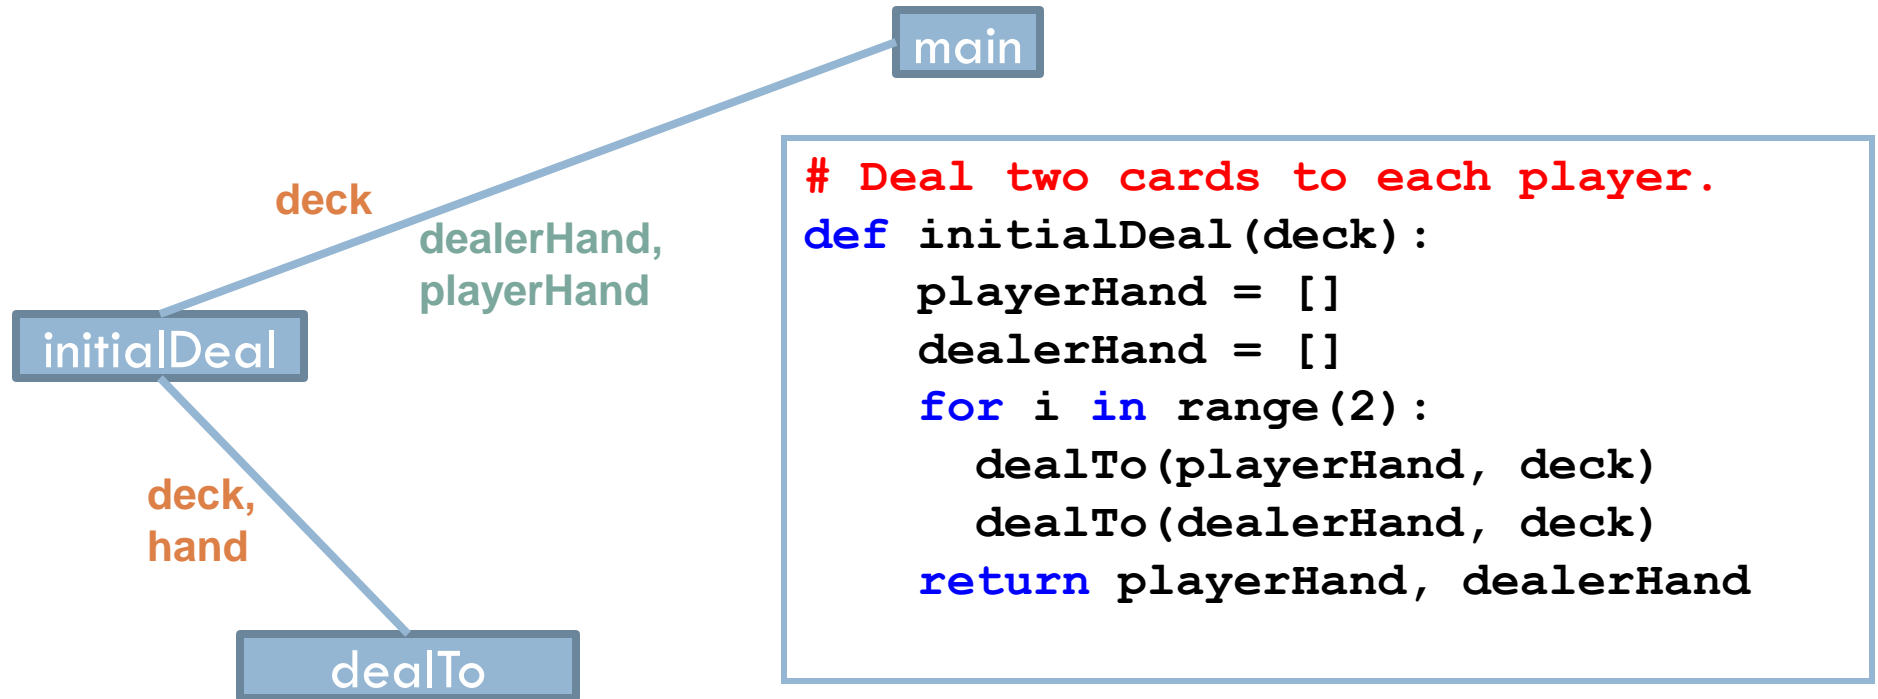 main
deck
dealerHand,
playerHand
initialDeal
deck,
hand
dealTo
# Deal two cards to each player.
def initialDeal(deck):
    playerHand = []
    dealerHand = []
    for i in range(2):
      dealTo(playerHand, deck)
      dealTo(dealerHand, deck)
    return playerHand, dealerHand